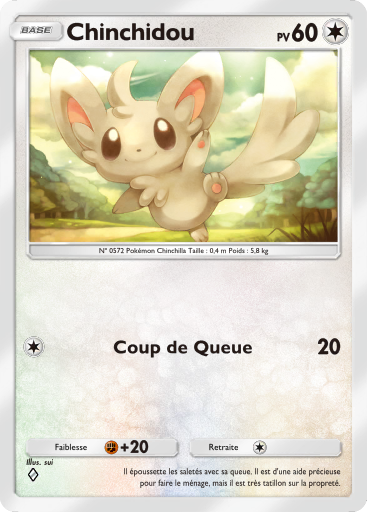 BASE Chinchidou PV 60
N° 0572 Pokémon Chinchilla Taille : 0,4 m Poids : 5,8 kg
Coup de Queue 20
Faiblesse +20 Retraite
Illus. sui
Il époussette les saletés avec sa queue. Il est d'une aide précieuse
pour faire le ménage, mais il est très tatillon sur la propreté.